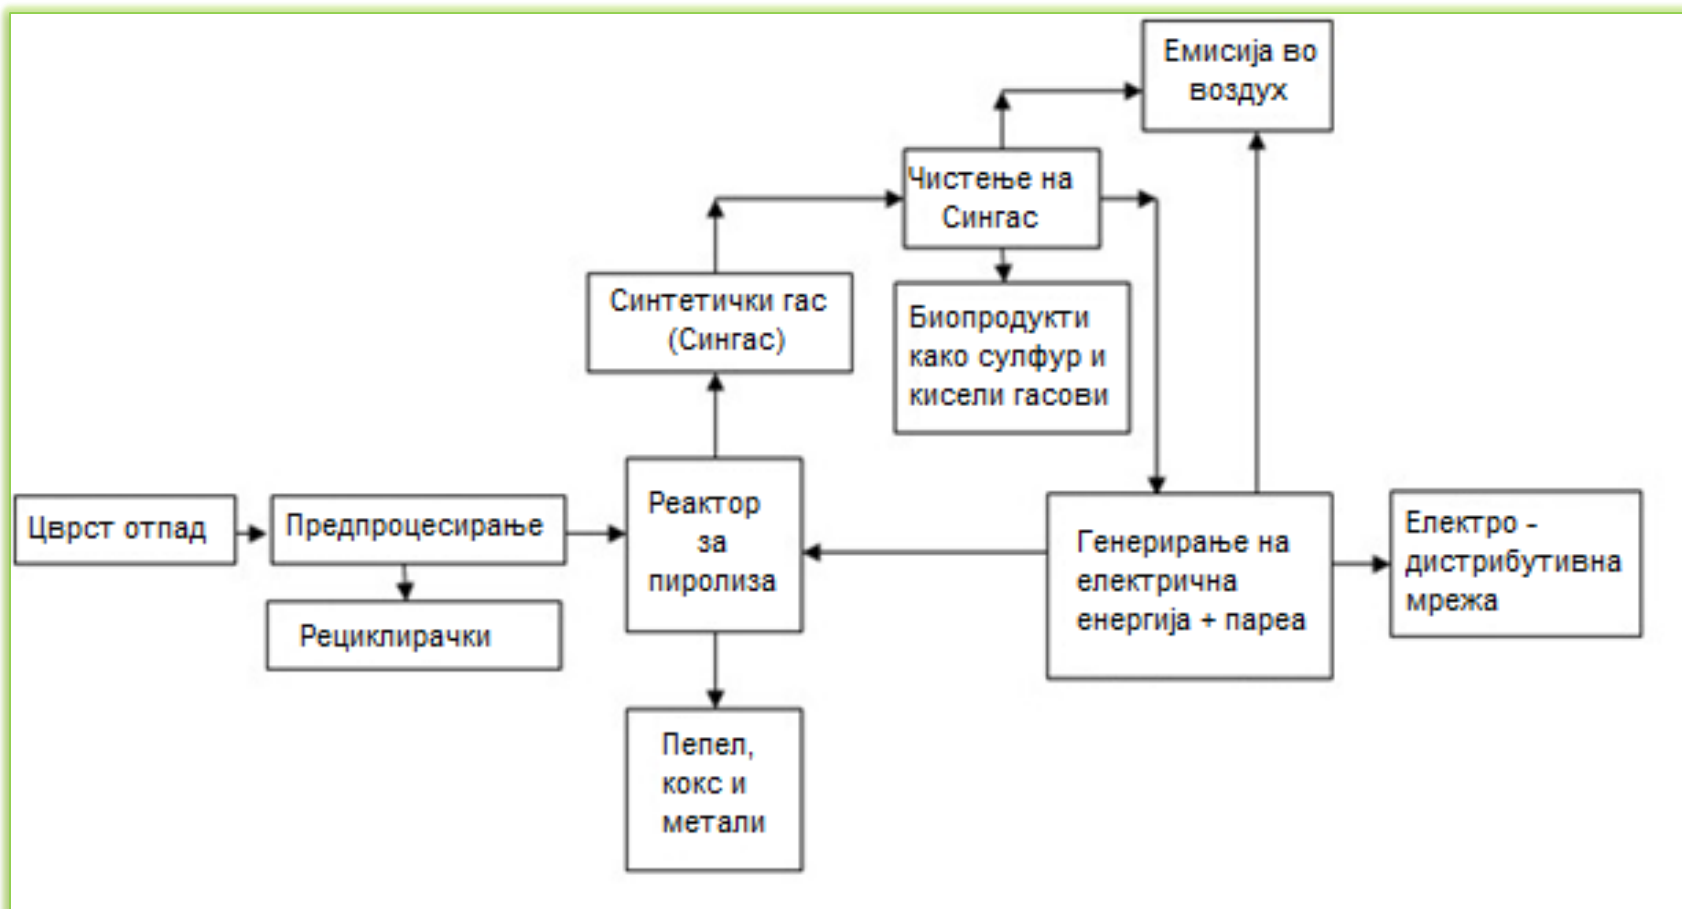 Емисија во
воздух
Чистење на
Сингас
Синтетички гас
(Сингас)
Биопродукти
како сулфур и
кисели гасови
Цврст отпад
Предпроцесирање
Реактор
за
пиролиза
Генерирање на
електрична
енергија + пареа
Електро -
дистрибутивна
мрежа
Рециклирачки
Пепел,
кокс и
метали